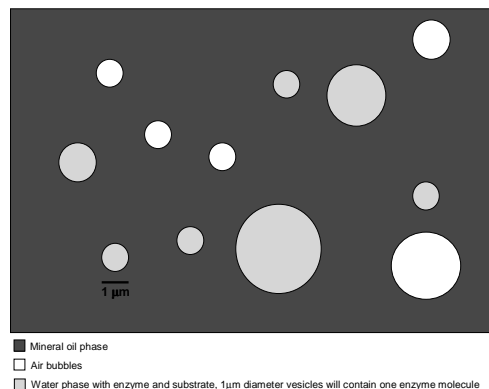 1 µm
Mineral oil phase
Air bubbles
Water phase with enzyme and substrate, 1µm diameter vesicles will contain one enzyme molecule